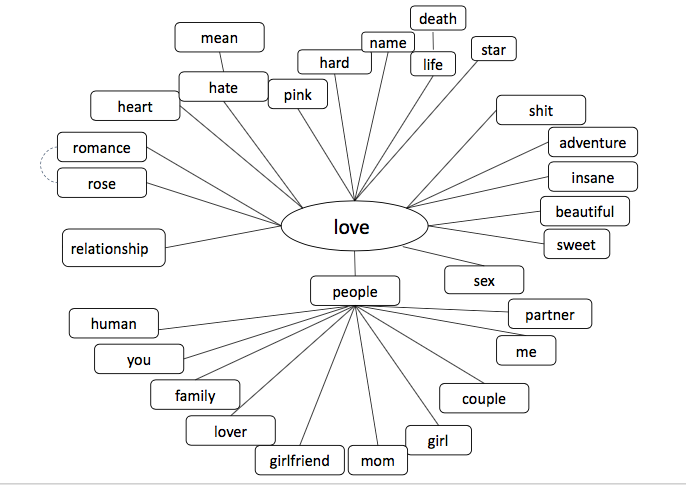 death
mean
name
star
hard
life
hate
pink
heart
shit
romance
adventure
rose
insane
beautiful
love
relationship
sweet
sex
people
human
partner
you
me
family
couple
lover
girl
girlfriend
mom